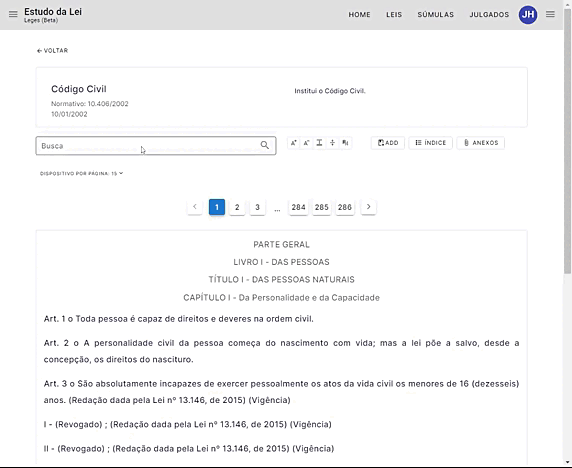 Estudo da Lei
Leges (Beta)
HOME LEIS SÚMULAS JULGADOS JH
VOLTAR
Código Civil
Institui o Código Civil.
Normativo: 10.406/2002
10/01/2002
Busca
ADD ÍNDICE ANEXOS
DISPOSITIVO POR PÁGINA: 15
1 2 3 ... 284 285 286
PARTE GERAL
LIVRO I - DAS PESSOAS
TÍTULO I - DAS PESSOAS NATURAIS
CAPÍTULO I - Da Personalidade e da Capacidade
Art. 1 o Toda pessoa é capaz de direitos e deveres na ordem civil.
Art. 2 o A personalidade civil da pessoa começa do nascimento com vida; mas a lei põe a salvo, desde a
concepção, os direitos do nascituro.
Art. 3 o São absolutamente incapazes de exercer pessoalmente os atos da vida civil os menores de 16 (dezesseis)
anos. (Redação dada pela Lei nº 13.146, de 2015) (Vigência)
I - (Revogado) ; (Redação dada pela Lei nº 13.146, de 2015) (Vigência)
II - (Revogado) ; (Redação dada pela Lei nº 13.146, de 2015) (Vigência)